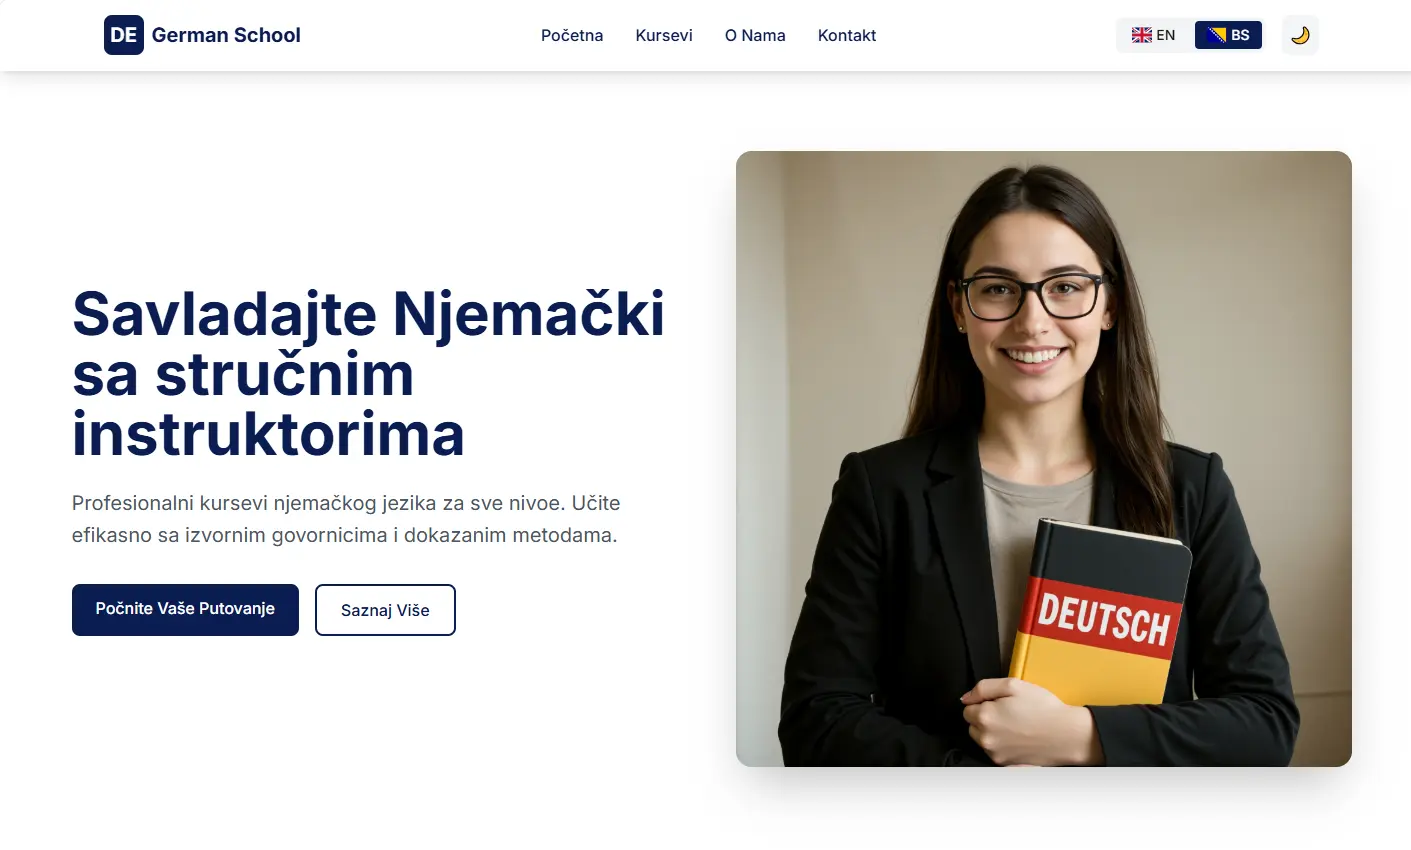 DE German School
Početna Kursevi O Nama Kontakt
EN BS
Savladajte Njemački
sa stručnim
instruktorima
Profesionalni kursevi njemačkog jezika za sve nivoe. Učite
efikasno sa izvornim govornicima i dokazanim metodama.
Počnite Vaše Putovanje Saznaj Više
DEUTSCH